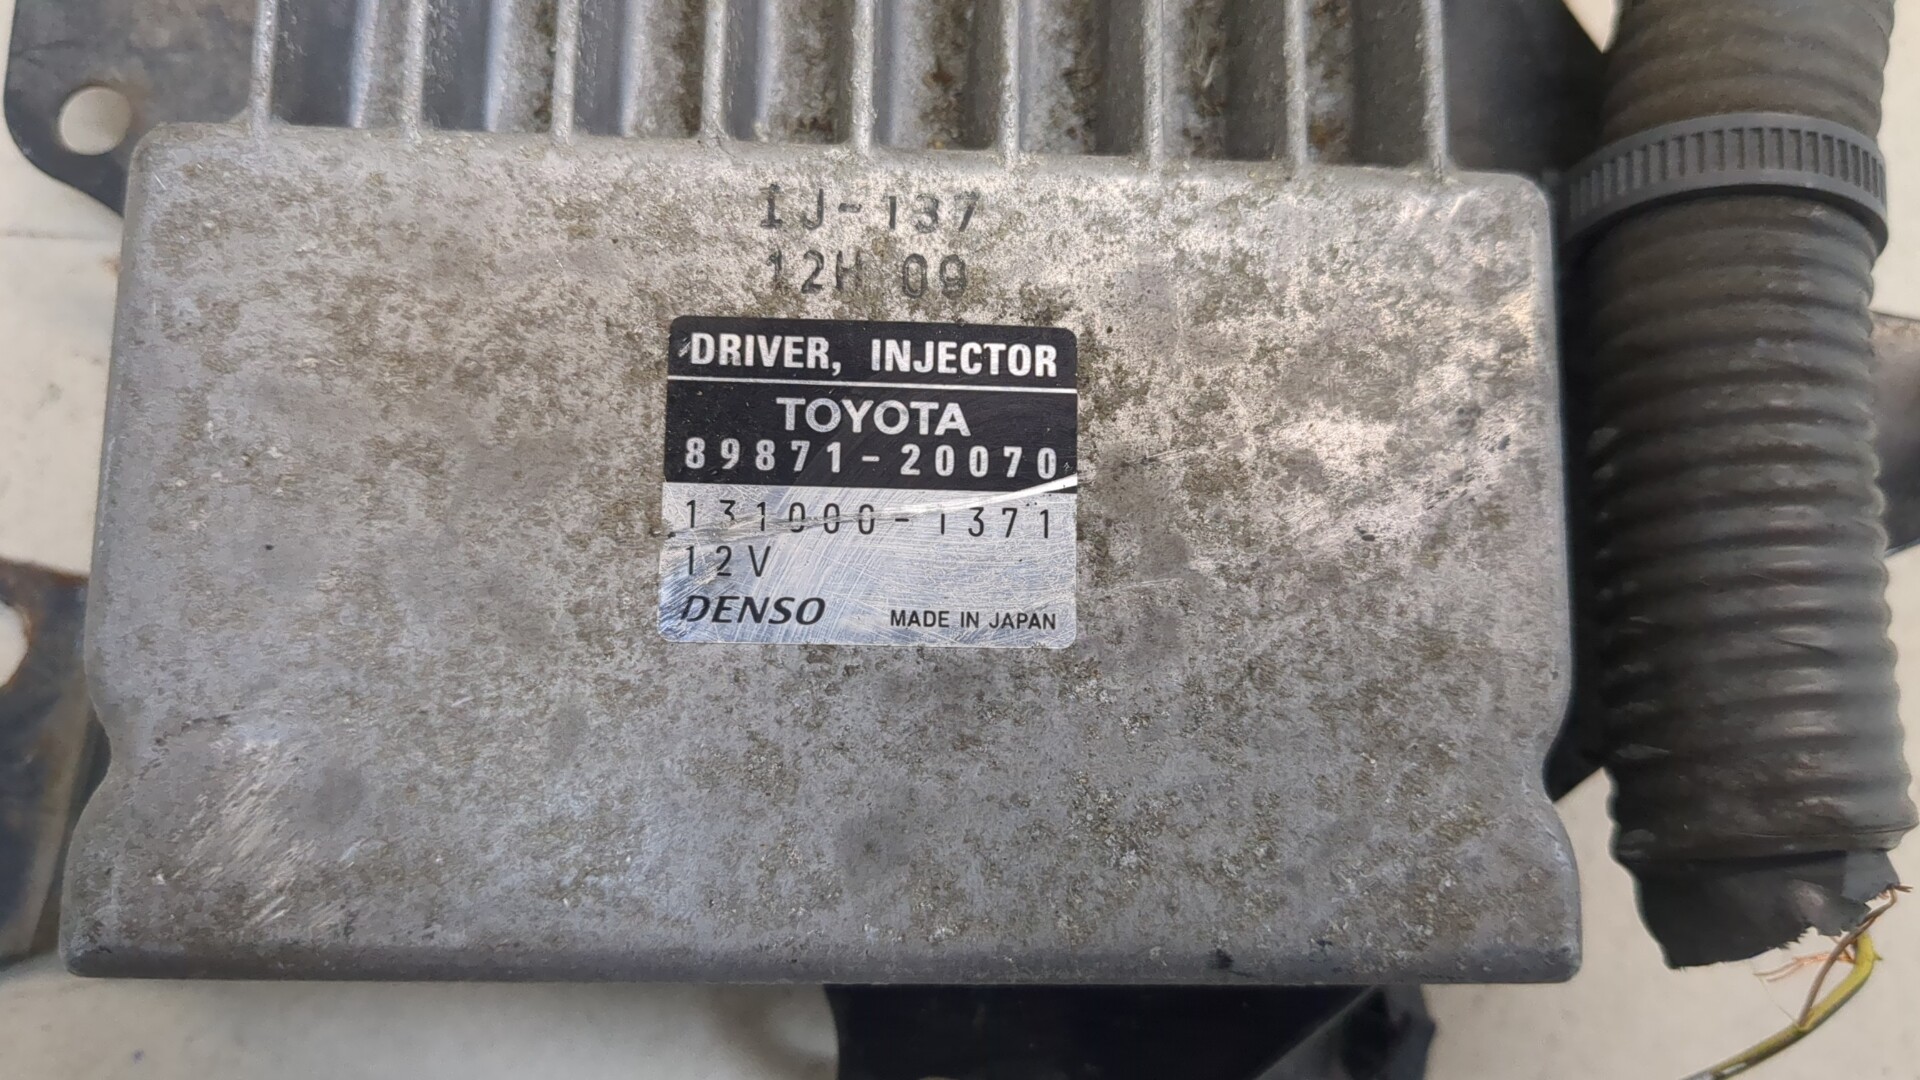 1J-137
12H 09
DRIVER, INJECTOR
TOYOTA
89871-20070
131000-1371
12V
DENSO MADE IN JAPAN